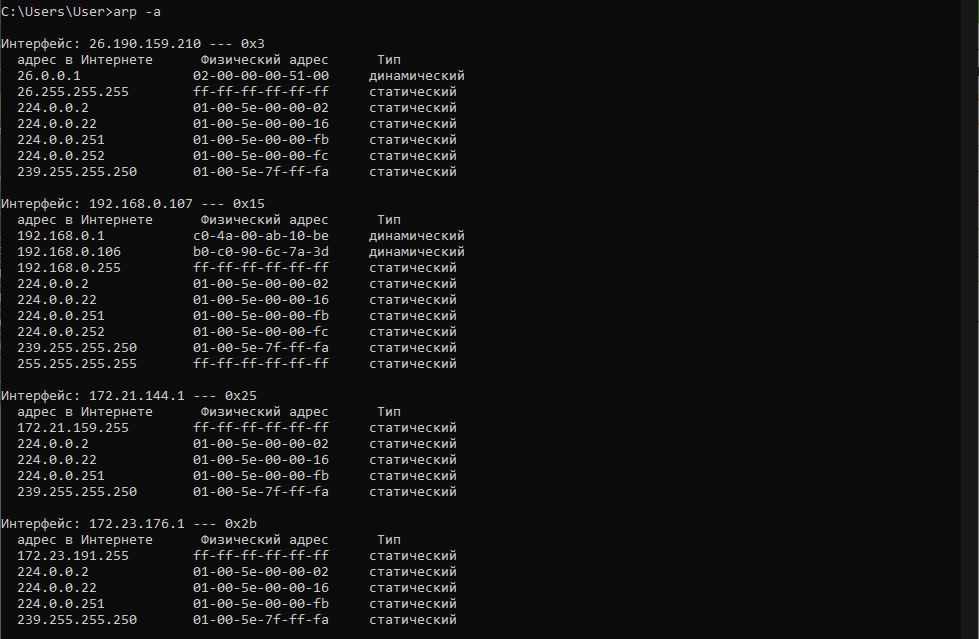 C:\Users\User>arp -a
Интерфейс: 26.190.159.210 --- 0x3
адрес в Интернете Физический адрес Тип
26.0.0.1 02-00-00-00-51-00 динамический
26.255.255.255 ff-ff-ff-ff-ff-ff статический
224.0.0.2 01-00-5e-00-00-02 статический
224.0.0.22 01-00-5e-00-00-16 статический
224.0.0.251 01-00-5e-00-00-fb статический
224.0.0.252 01-00-5e-00-00-fc статический
239.255.255.250 01-00-5e-7f-ff-fa статический
Интерфейс: 192.168.0.107 --- 0x15
адрес в Интернете Физический адрес Тип
192.168.0.1 c0-4a-00-ab-10-be динамический
192.168.0.106 b0-c0-90-6c-7a-3d динамический
192.168.0.255 ff-ff-ff-ff-ff-ff статический
224.0.0.2 01-00-5e-00-00-02 статический
224.0.0.22 01-00-5e-00-00-16 статический
224.0.0.251 01-00-5e-00-00-fb статический
224.0.0.252 01-00-5e-00-00-fc статический
239.255.255.250 01-00-5e-7f-ff-fa статический
255.255.255.255 ff-ff-ff-ff-ff-ff статический
Интерфейс: 172.21.144.1 --- 0x25
адрес в Интернете Физический адрес Тип
172.21.159.255 ff-ff-ff-ff-ff-ff статический
224.0.0.2 01-00-5e-00-00-02 статический
224.0.0.22 01-00-5e-00-00-16 статический
224.0.0.251 01-00-5e-00-00-fb статический
239.255.255.250 01-00-5e-7f-ff-fa статический
Интерфейс: 172.23.176.1 --- 0x2b
адрес в Интернете Физический адрес Тип
172.23.191.255 ff-ff-ff-ff-ff-ff статический
224.0.0.2 01-00-5e-00-00-02 статический
224.0.0.22 01-00-5e-00-00-16 статический
224.0.0.251 01-00-5e-00-00-fb статический
239.255.255.250 01-00-5e-7f-ff-fa статический